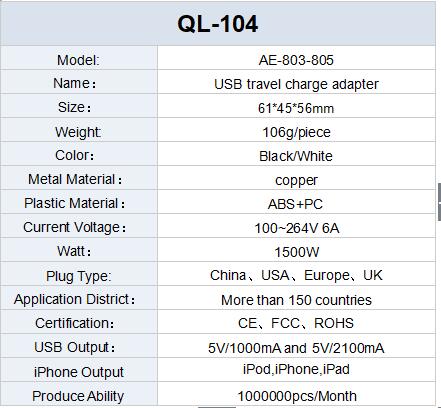 QL-104
Model: AE-803-805
Name： USB travel charge adapter
Size： 61*45*56mm
Weight: 106g/piece
Color： Black/White
Metal Material： copper
Plastic Material： ABS+PC
Current Voltage： 100~264V 6A
Watt： 1500W
Plug Type: China、USA、Europe、UK
Application District： More than 150 countries
Certification： CE、FCC、ROHS
USB Output： 5V/1000mA and 5V/2100mA
iPhone Output iPod,iPhone,iPad
Produce Ability 1000000pcs/Month